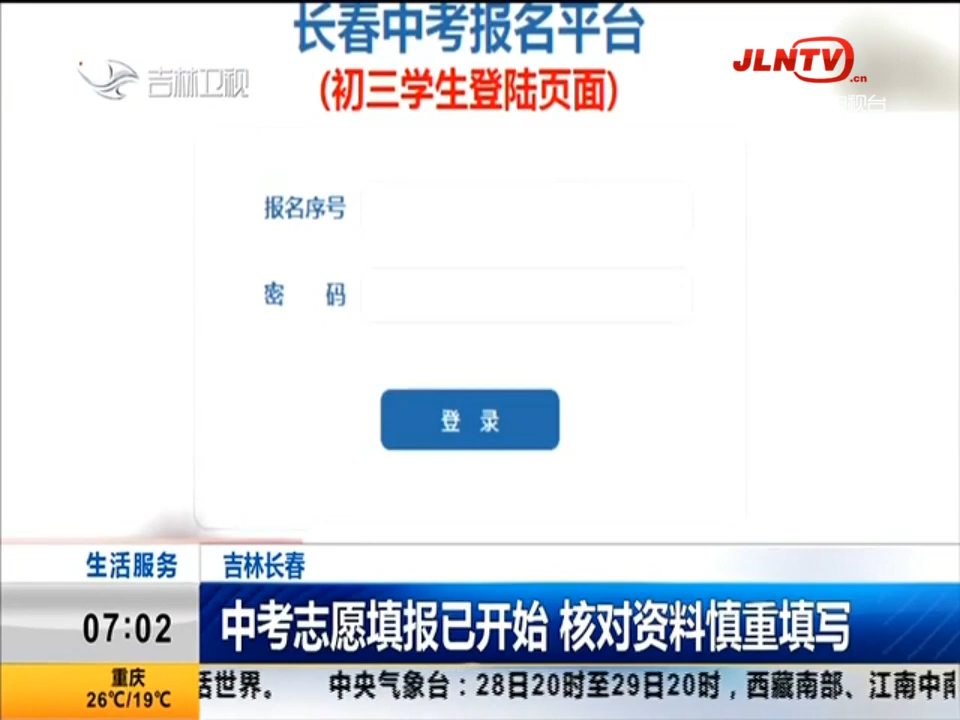 长春中考报名平台
(初三学生登陆页面)
吉林卫视
JLNTV.cn
视台
报名序号
密 码
登 录
生活服务
吉林长春
07:02
中考志愿填报已开始 核对资料慎重填写
重庆
26℃/19℃
活世界。 中央气象台：28日20时至29日20时，西藏南部、江南中南